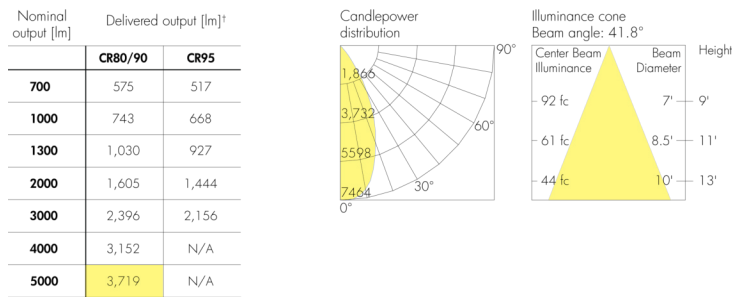 Nominal output [lm]
Delivered output [lm]†
CR80/90 CR95
700 575 517
1000 743 668
1300 1,030 927
2000 1,605 1,444
3000 2,396 2,156
4000 3,152 N/A
5000 3,719 N/A
Candlepower
distribution
90°
1,866
3,732
60°
5598
30°
7464
0°
Illuminance cone
Beam angle: 41.8°
Center Beam Illuminance
Beam Diameter
Height
92 fc 7' 9'
61 fc 8.5' 11'
44 fc 10' 13'